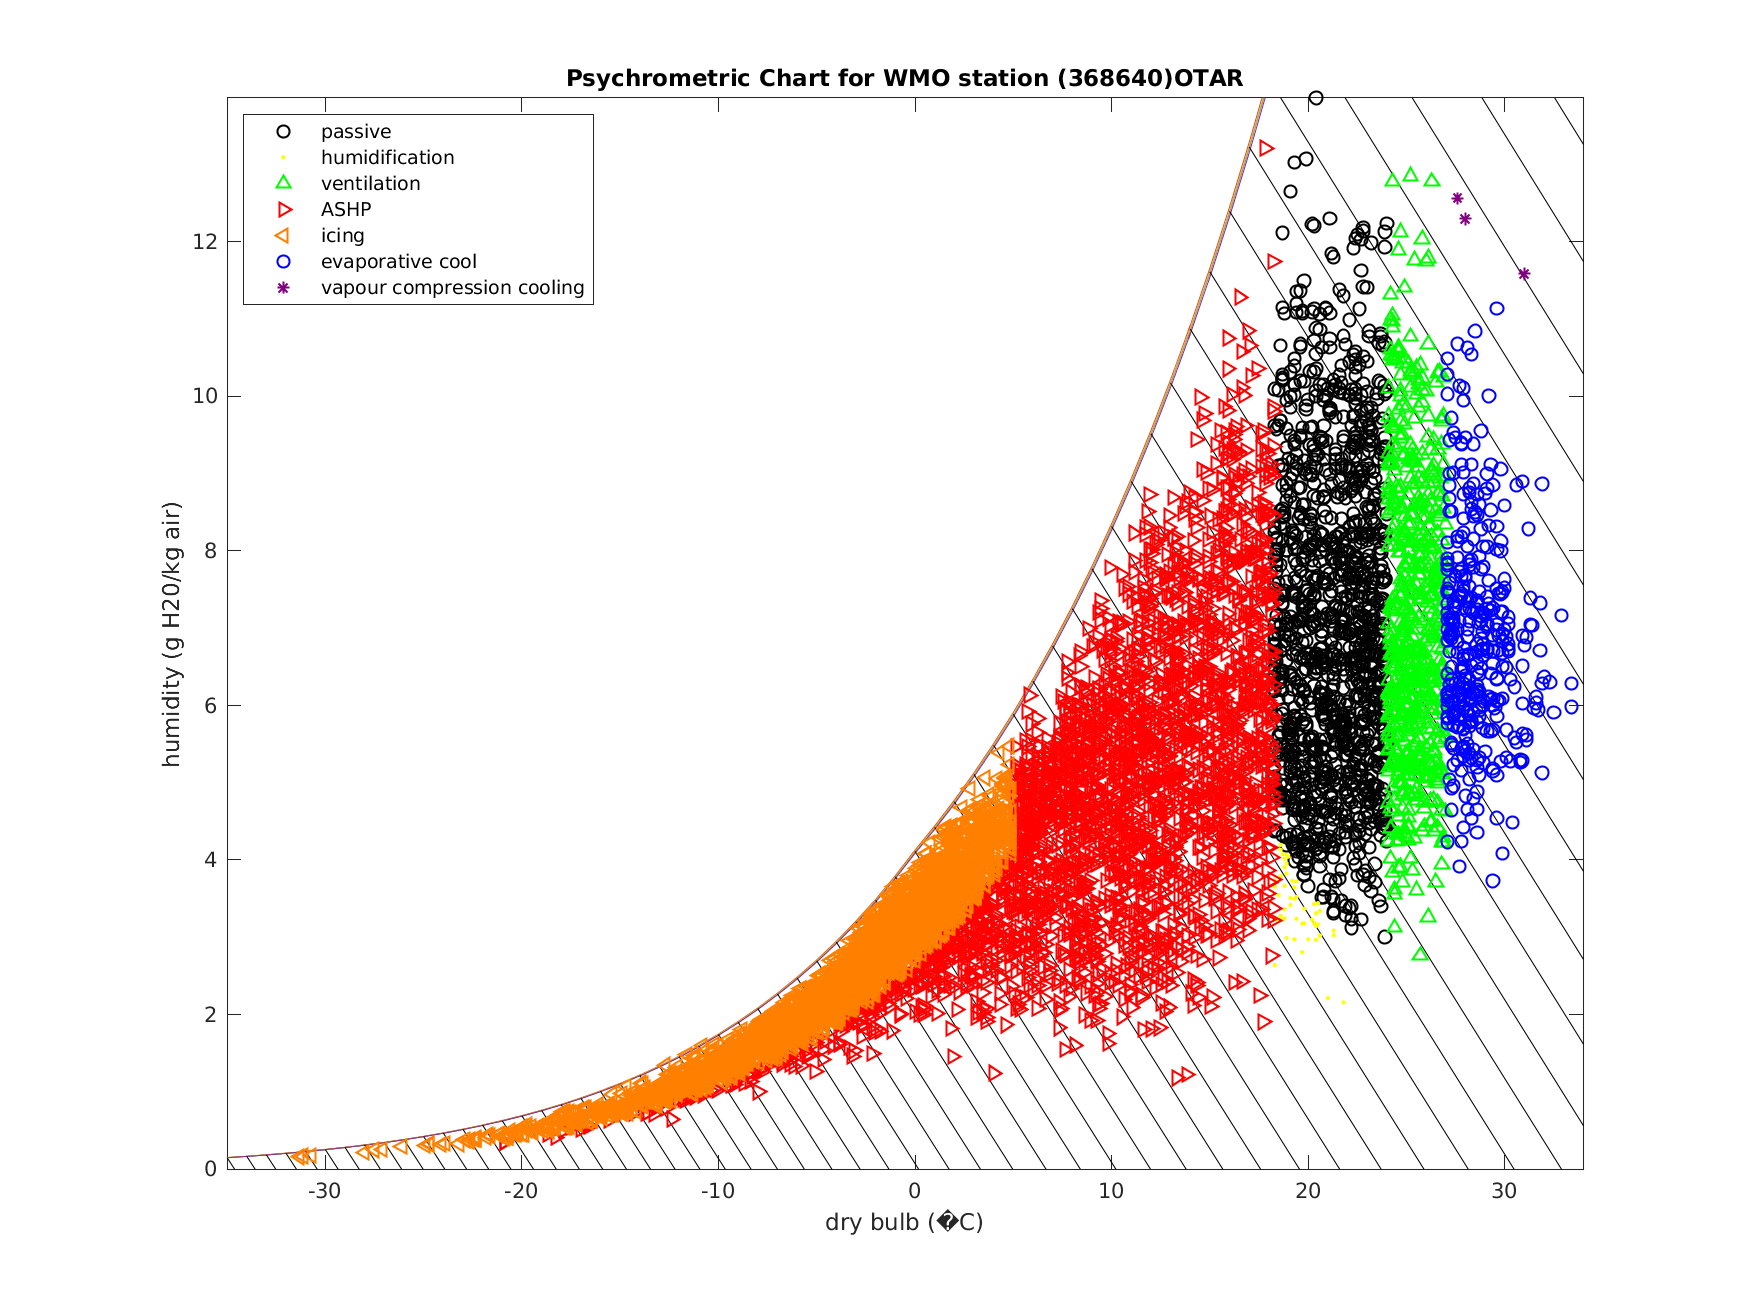 Psychrometric Chart for WMO station (368640)OTAR
passive
humidification
ventilation
ASHP
icing
evaporative cool
vapour compression cooling
humidity (g H20/kg air)
12
10
8
6
4
2
0
-30
-20
-10
0
10
20
30
dry bulb (�C)